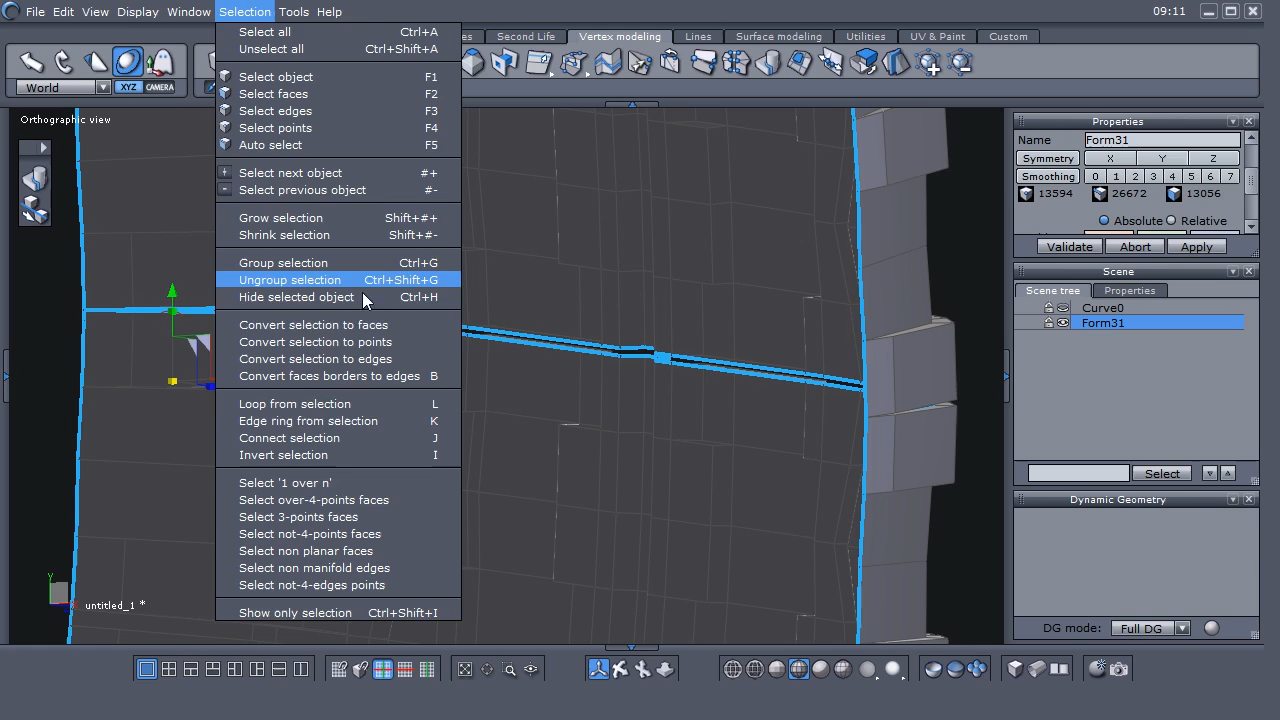 File Edit View Display Window Selection Tools Help 09:11
es Second Life Vertex modeling Lines Surface modeling Utilities UV & Paint Custom
World XYZ CAMERA
Orthographic view
Select all Ctrl+A
Unselect all Ctrl+Shift+A
Select object F1
Select faces F2
Select edges F3
Select points F4
Auto select F5
Select next object #+
Select previous object #-
Grow selection Shift+#+
Shrink selection Shift+#-
Group selection Ctrl+G
Ungroup selection Ctrl+Shift+G
Hide selected object Ctrl+H
Convert selection to faces
Convert selection to points
Convert selection to edges
Convert faces borders to edges B
Loop from selection L
Edge ring from selection K
Connect selection J
Invert selection I
Select '1 over n'
Select over-4-points faces
Select 3-points faces
Select not-4-points faces
Select non planar faces
Select non manifold edges
Select not-4-edges points
Show only selection Ctrl+Shift+I
Y
X
untitled_1 *
Properties
Name Form31
Symmetry X Y Z
Smoothing 0 1 2 3 4 5 6 7
13594 26672 13056
Absolute Relative
Validate Abort Apply
Scene
Scene tree Properties
Curve0
Form31
Select
Dynamic Geometry
DG mode: Full DG